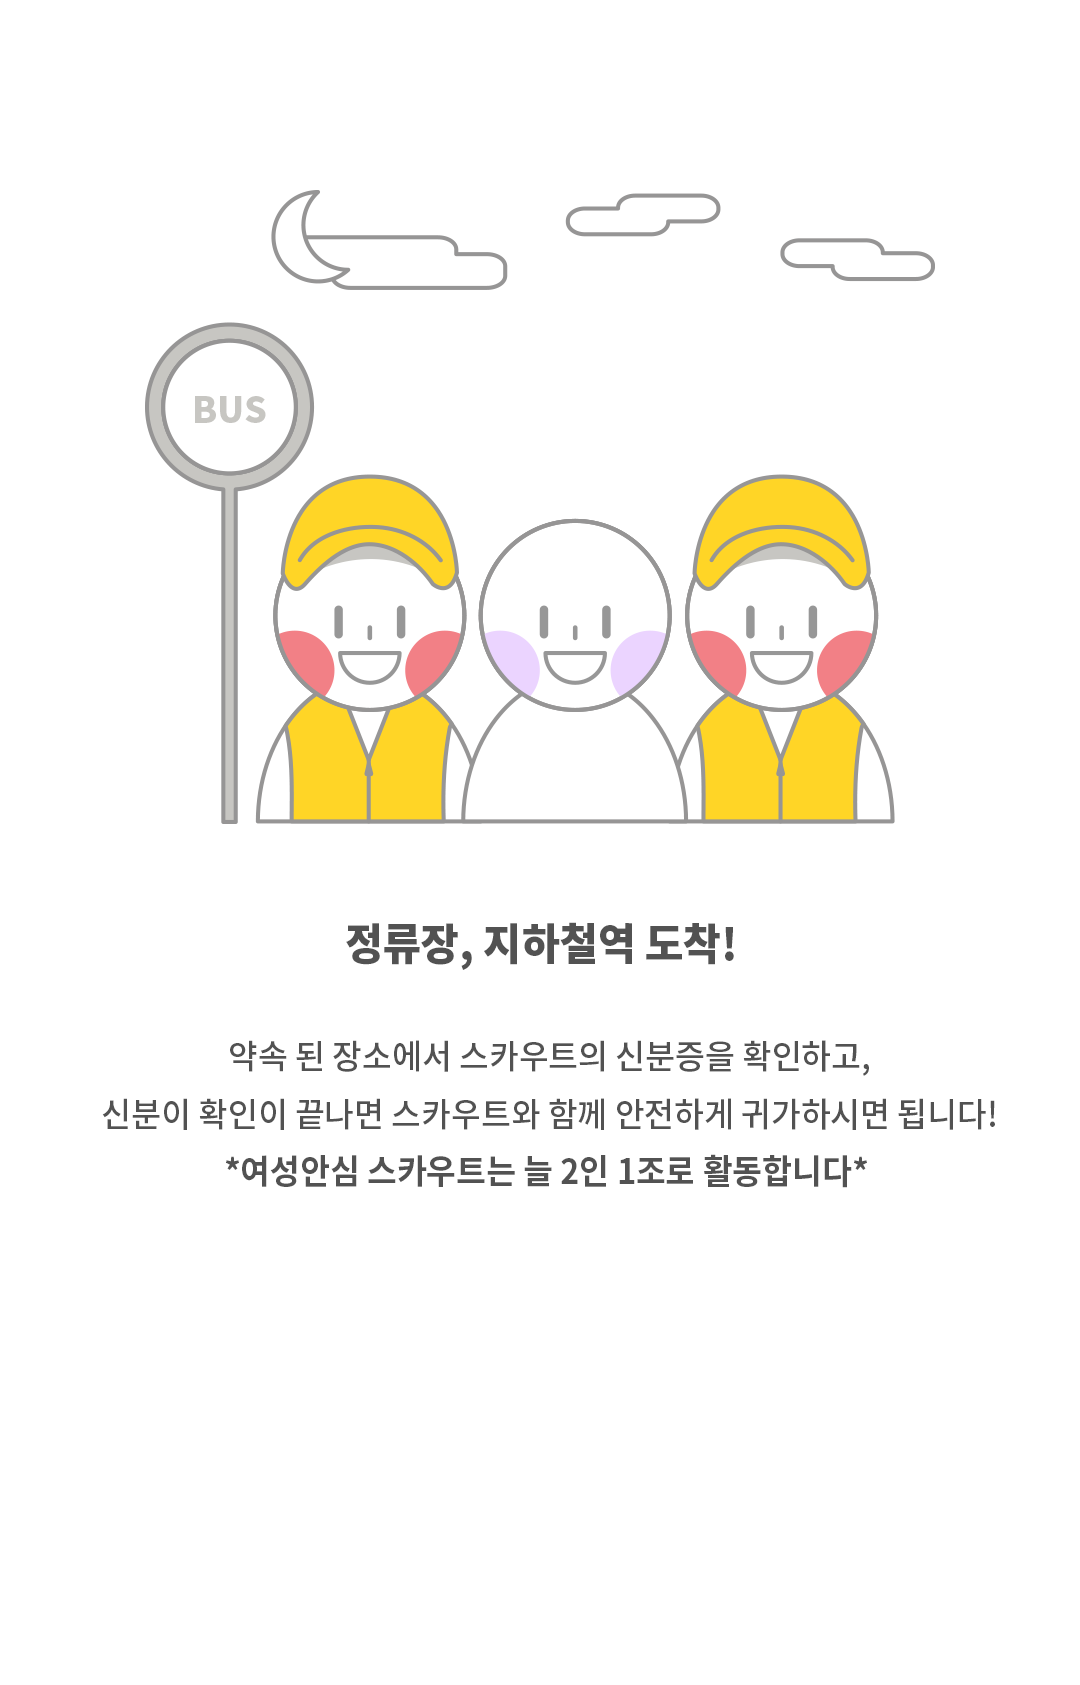 BUS
정류장, 지하철역 도착!
약속 된 장소에서 스카우트의 신분증을 확인하고,
신분이 확인이 끝나면 스카우트와 함께 안전하게 귀가하시면 됩니다!
*여성안심 스카우트는 늘 2인 1조로 활동합니다*